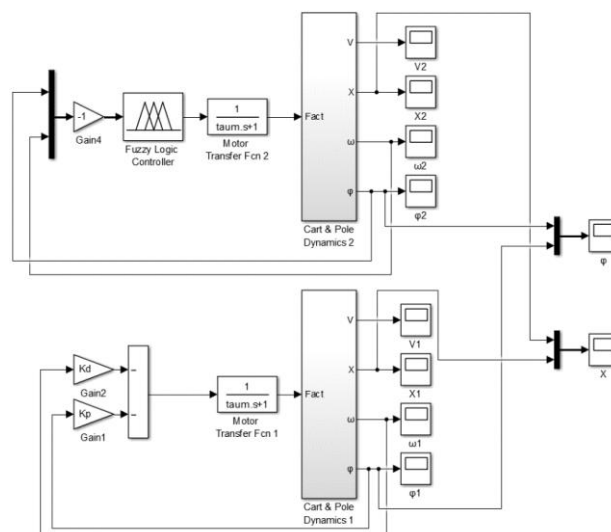 -1
Gain4
Fuzzy Logic
Controller
1
taum.s+1
Motor
Transfer Fcn 2
Fact
V
X
ω
φ
Cart & Pole
Dynamics 2
V2
X2
ω2
φ2
φ
X
Kd
Gain2
Kp
Gain1
−
−
1
taum.s+1
Motor
Transfer Fcn 1
Fact
V
X
ω
φ
Cart & Pole
Dynamics 1
V1
X1
ω1
φ1